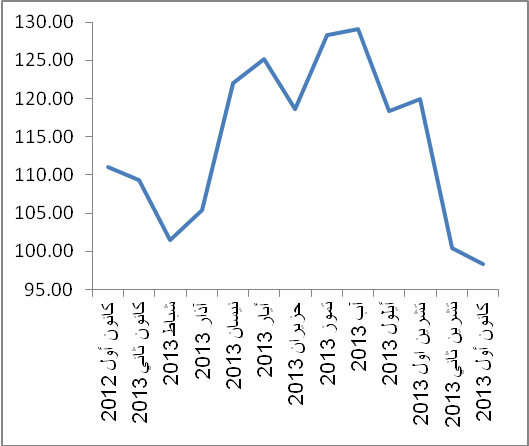 130.00
125.00
120.00
115.00
110.00
105.00
100.00
95.00
كانون أول 2012
كانون ثاني 2013
شباط 2013
آذار 2013
نيسان 2013
أيار 2013
حزيران 2013
تموز 2013
آب 2013
أيلول 2013
تشرين اول 2013
تشرين ثاني 2013
كانون أول 2013